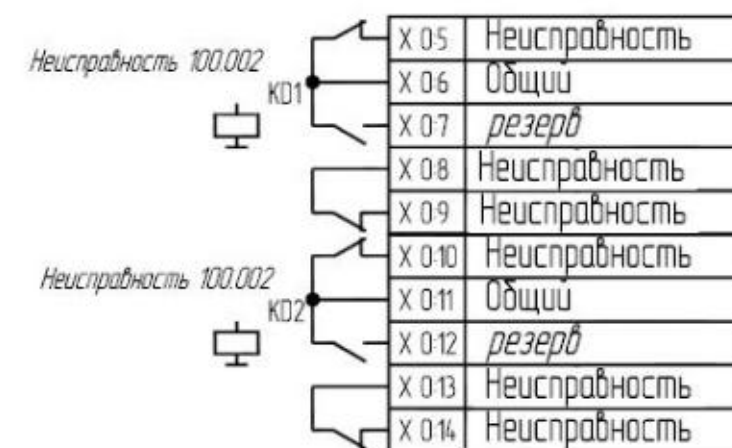 Неисправность 100.002
KD1
X 0:5 Неисправность
X 0:6 Общий
X 0:7 резерв
X 0:8 Неисправность
X 0:9 Неисправность
Неисправность 100.002
KD2
X 0:10 Неисправность
X 0:11 Общий
X 0:12 резерв
X 0:13 Неисправность
X 0:14 Неисправность